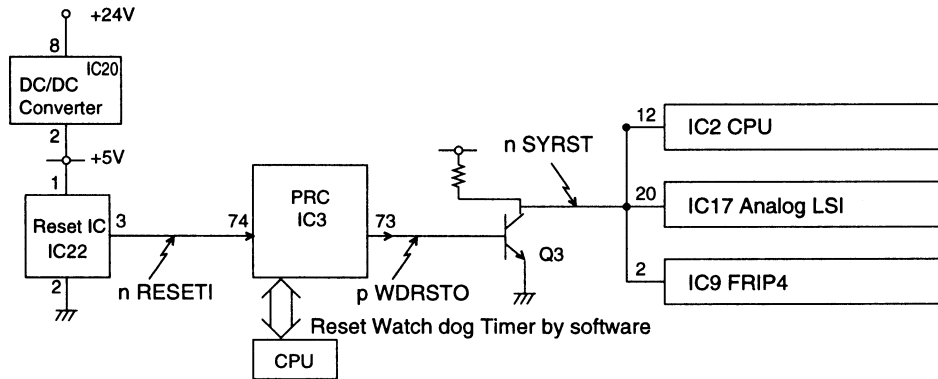 +24V
8
IC20
DC/DC
Converter
2
+5V
1
Reset IC
IC22
3
2
n RESETI
74
PRC
IC3
73
p WDRSTO
Reset Watch dog Timer by software
CPU
n SYRST
Q3
12
IC2 CPU
20
IC17 Analog LSI
2
IC9 FRIP4